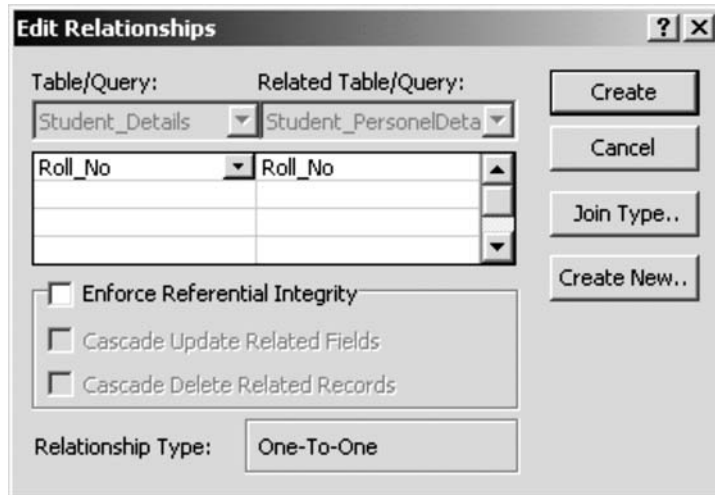 Edit Relationships
Table/Query: Related Table/Query:
Student_Details Student_PersonelDeta
Roll_No Roll_No
Enforce Referential Integrity
Cascade Update Related Fields
Cascade Delete Related Records
Relationship Type: One-To-One
Create
Cancel
Join Type..
Create New..